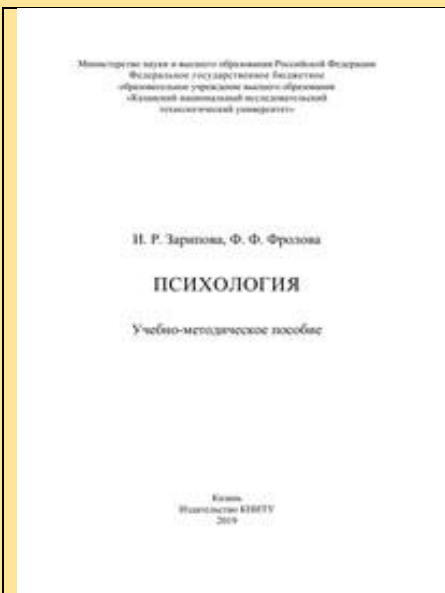 Министерство науки и высшего образования Российской Федерации
Федеральное государственное бюджетное
образовательное учреждение высшего образования
«Казанский национальный исследовательский
технологический университет»
И. Р. Зарипова, Ф. Ф. Фролова
ПСИХОЛОГИЯ
Учебно-методическое пособие
Казань
Издательство КНИТУ
2019